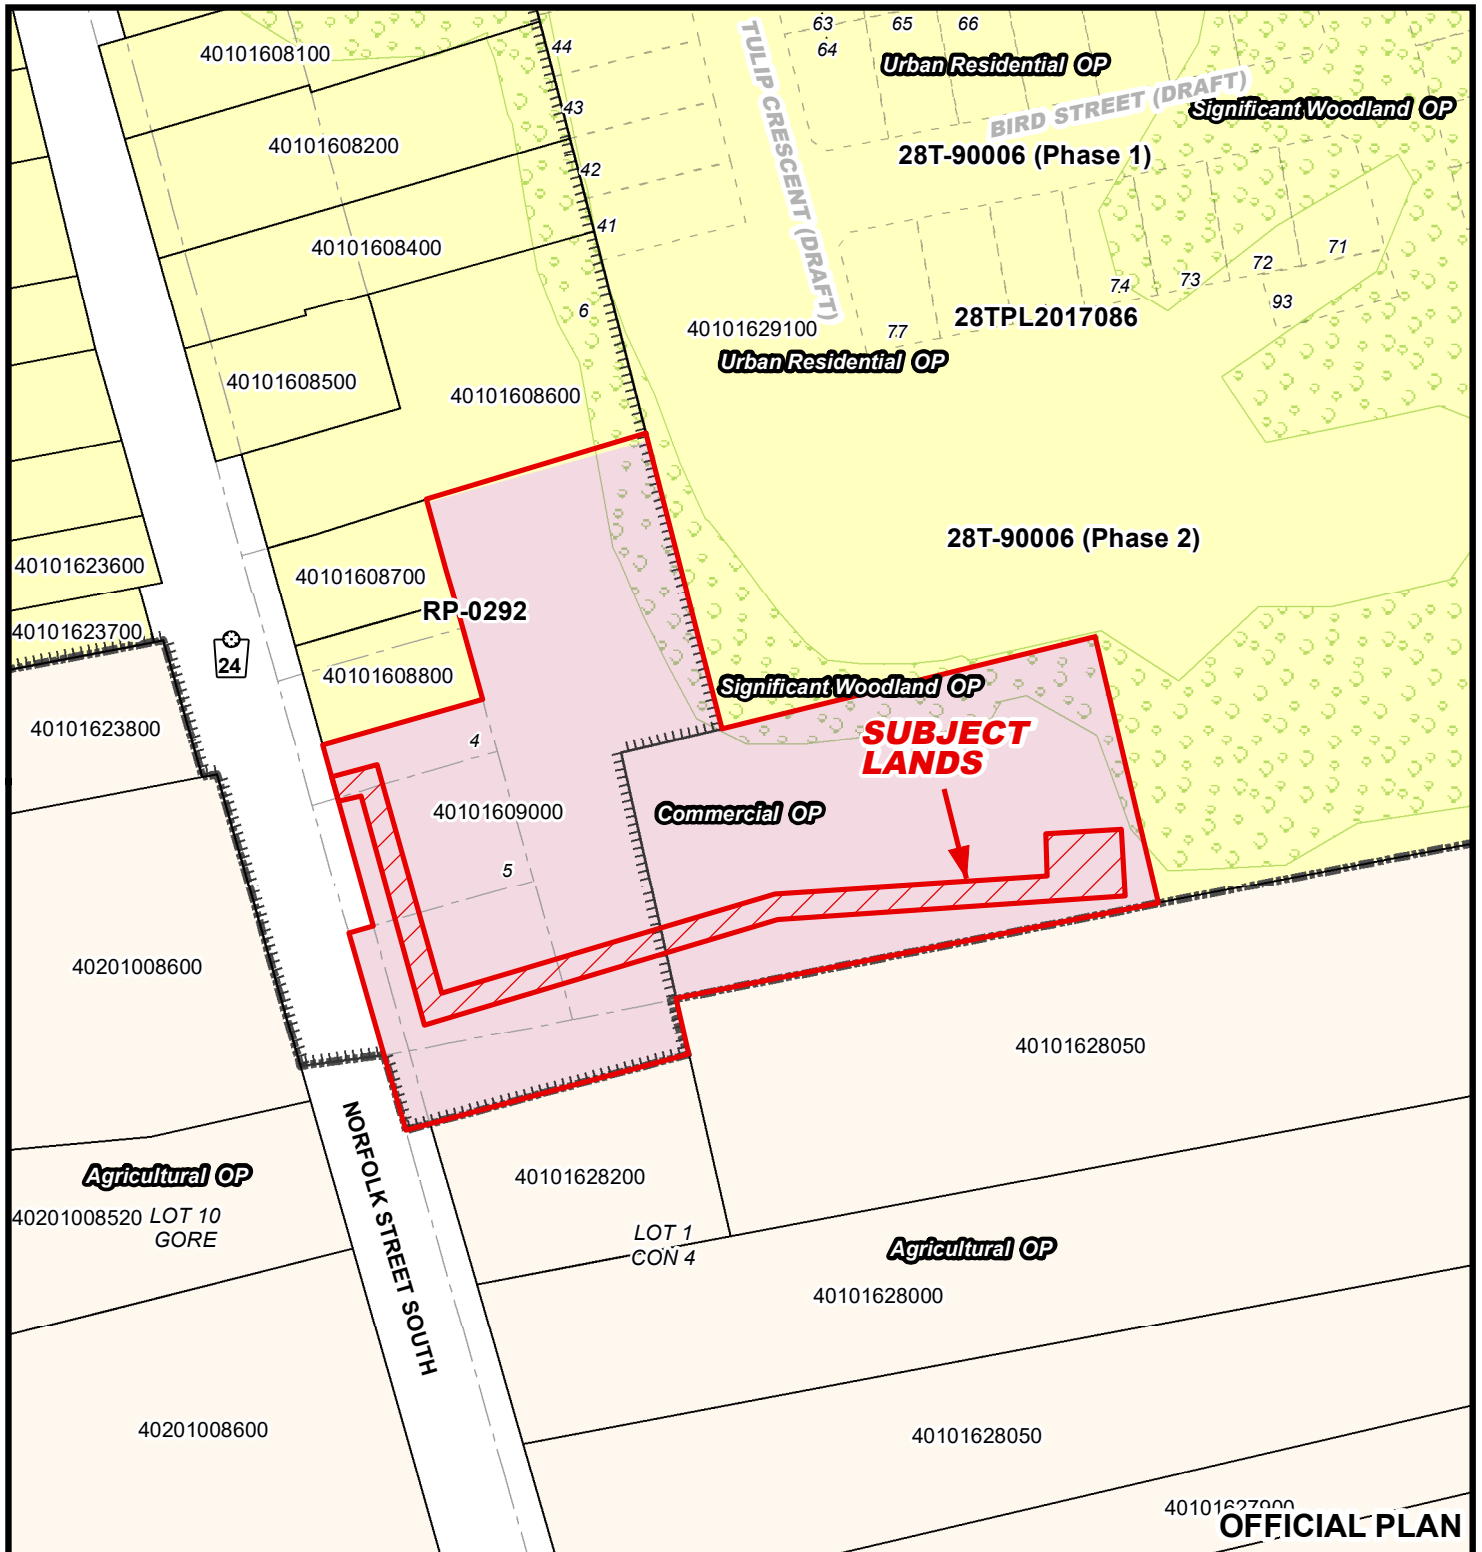 63
65
66
44
64
40101608100
Urban Residential OP
TULIP CRESCENT (DRAFT)
BIRD STREET (DRAFT)
Significant Woodland OP
43
40101608200
28T-90006 (Phase 1)
42
41
40101608400
71
72
73
74
93
6
40101629100
77
28TPL2017086
Urban Residential OP
40101608500
40101608600
28T-90006 (Phase 2)
40101623600
40101608700
RP-0292
40101623700
24
40101608800
Significant Woodland OP
40101623800
4
SUBJECT
LANDS
40101609000
Commercial OP
5
40201008600
40101628050
NORFOLK STREET SOUTH
Agricultural OP
40101628200
40201008520
LOT 10
GORE
LOT 1
CON 4
Agricultural OP
40101628000
40201008600
40101628050
40101627900
OFFICIAL PLAN